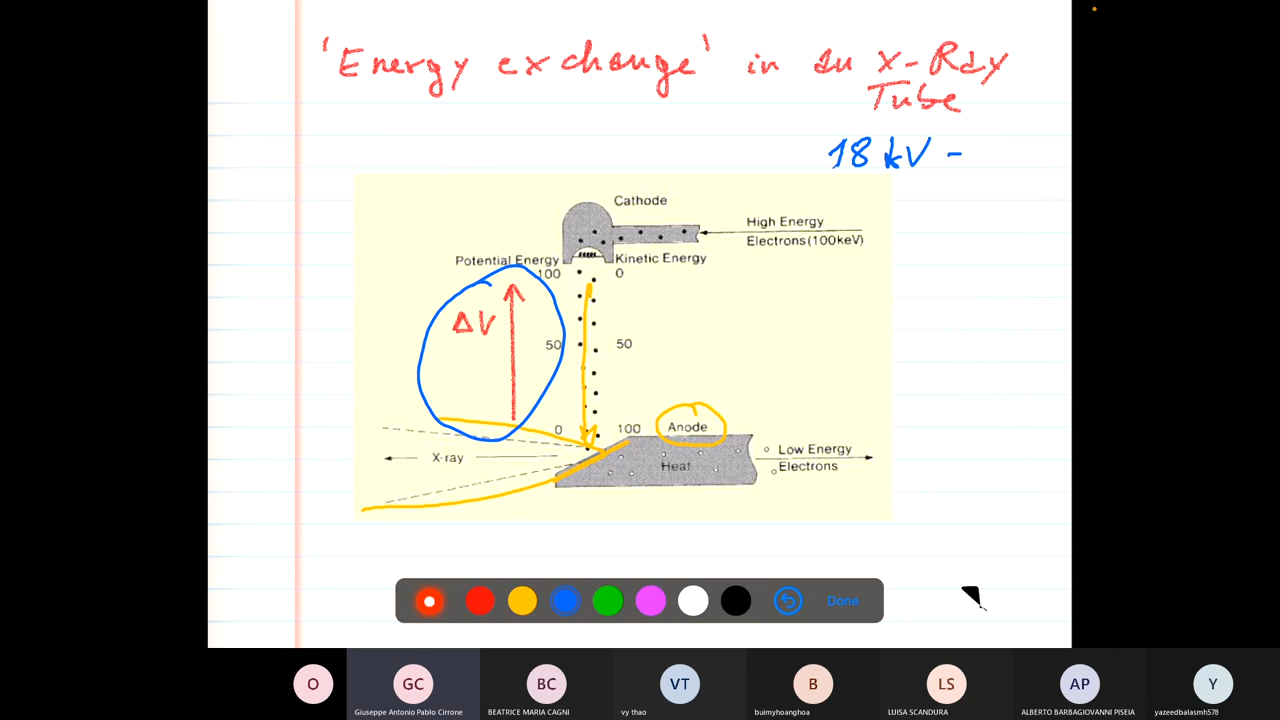 'Energy exchange' in an X-Ray
Tube
18 kV -
Cathode
High Energy
Electrons (100keV)
Potential Energy
Kinetic Energy
100
0
ΔV
50
50
0
100
Anode
X-ray
Heat
Low Energy
Electrons
Done
O
GC
BC
VT
B
LS
AP
Y
Giuseppe Antonio Pablo Cirrone
BEATRICE MARIA CAGNI
vy thao
buimyhoanghoa
LUISA SCANDURA
ALBERTO BARBAGIOVANNI PISEIA
yazeedbalasmh578